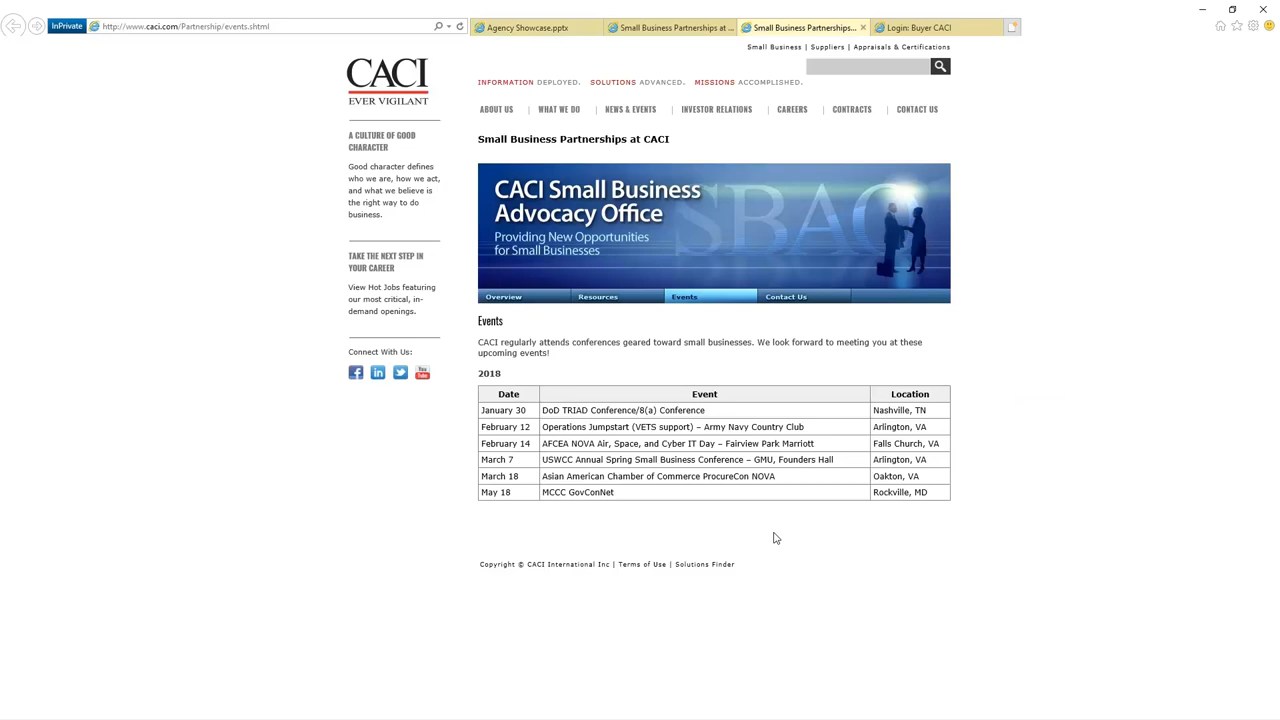 InPrivate
http://www.caci.com/Partnership/events.shtml
Agency Showcase.pptx
Small Business Partnerships at ...
Small Business Partnerships...
Login: Buyer CACI
Small Business | Suppliers | Appraisals & Certifications
CACI
EVER VIGILANT
INFORMATION DEPLOYED. SOLUTIONS ADVANCED. MISSIONS ACCOMPLISHED.
ABOUT US | WHAT WE DO | NEWS & EVENTS | INVESTOR RELATIONS | CAREERS | CONTRACTS | CONTACT US
A CULTURE OF GOOD
CHARACTER
Good character defines
who we are, how we act,
and what we believe is
the right way to do
business.
TAKE THE NEXT STEP IN
YOUR CAREER
View Hot Jobs featuring
our most critical, in-
demand openings.
Connect With Us:
You
Tube
Small Business Partnerships at CACI
SBAO
CACI Small Business
Advocacy Office
Providing New Opportunities
for Small Businesses
Overview Resources Events Contact Us
Events
CACI regularly attends conferences geared toward small businesses. We look forward to meeting you at these
upcoming events!
2018
Date Event Location
January 30 DoD TRIAD Conference/8(a) Conference Nashville, TN
February 12 Operations Jumpstart (VETS support) – Army Navy Country Club Arlington, VA
February 14 AFCEA NOVA Air, Space, and Cyber IT Day – Fairview Park Marriott Falls Church, VA
March 7 USWCC Annual Spring Small Business Conference – GMU, Founders Hall Arlington, VA
March 18 Asian American Chamber of Commerce ProcureCon NOVA Oakton, VA
May 18 MCCC GovConNet Rockville, MD
Copyright © CACI International Inc | Terms of Use | Solutions Finder